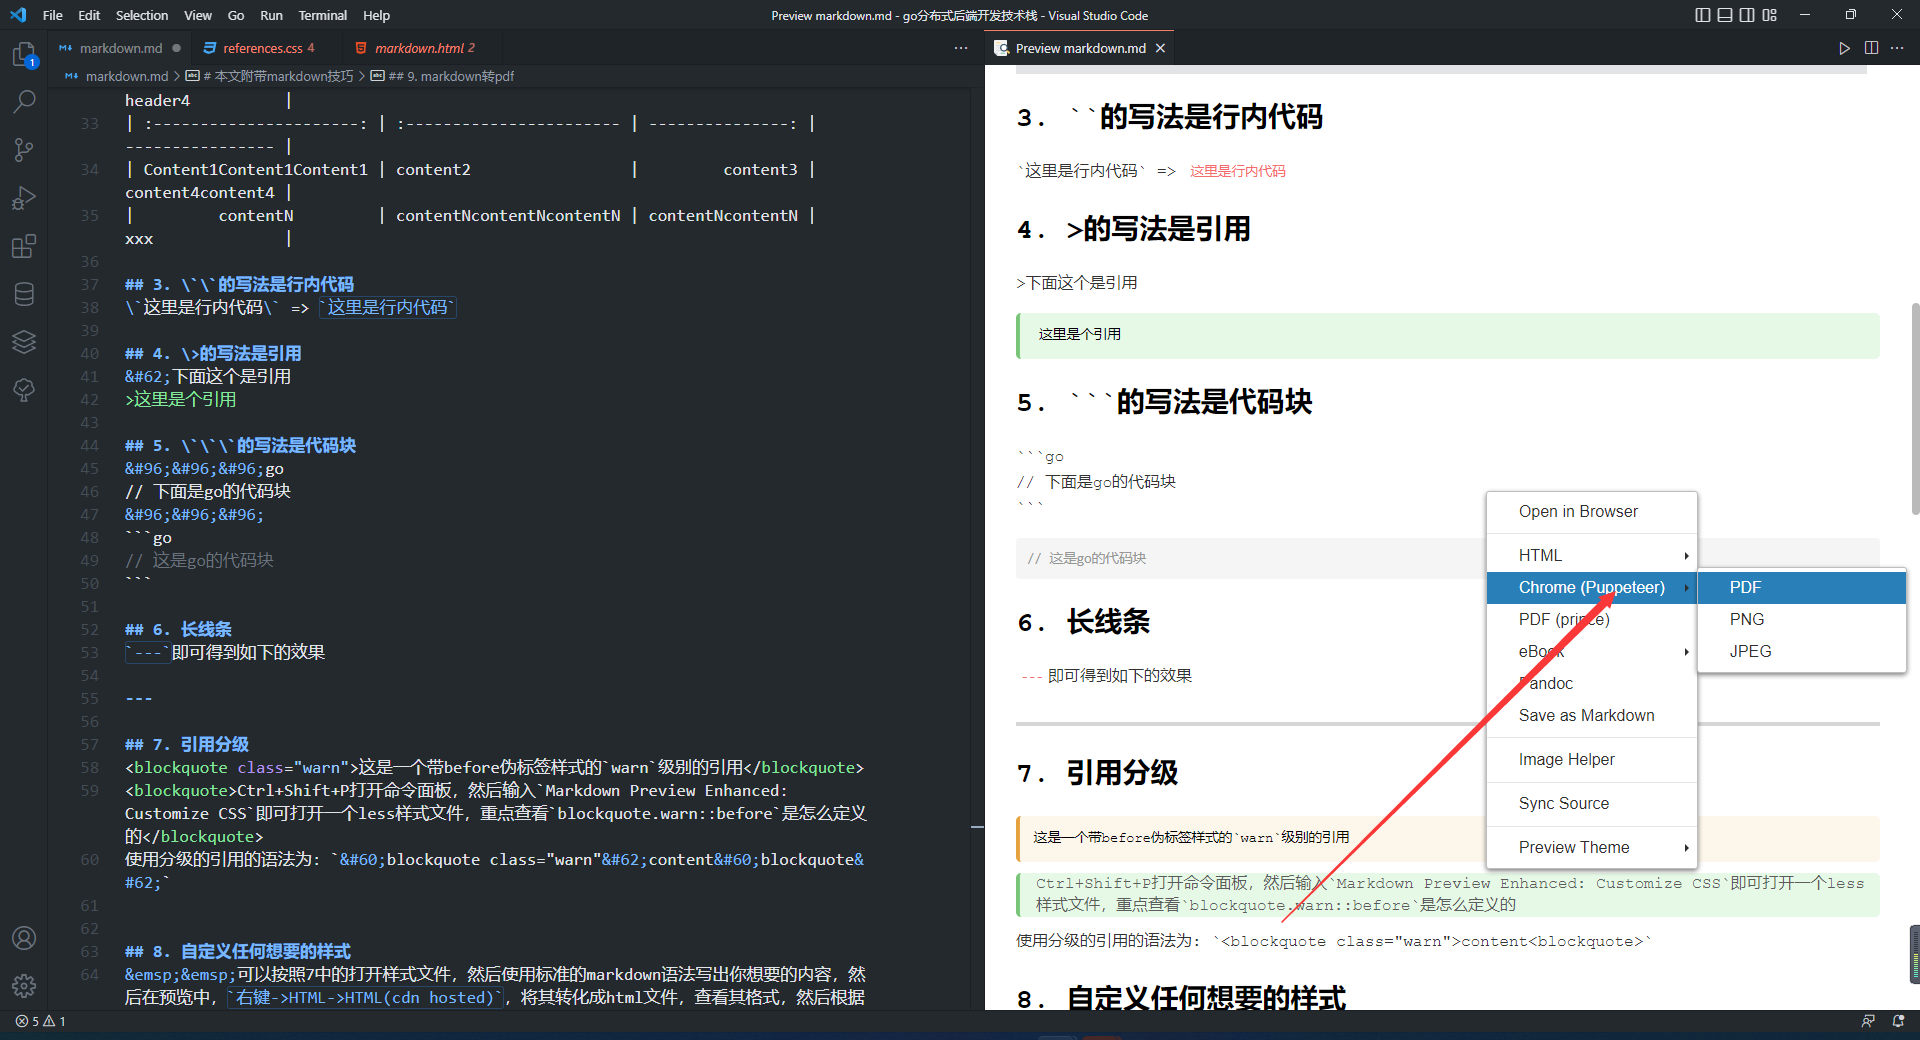 File Edit Selection View Go Run Terminal Help
Preview markdown.md - go分布式后端开发技术栈 - Visual Studio Code
markdown.md
references.css 4
markdown.html 2
Preview markdown.md
markdown.md > # 本文附带markdown技巧 > ## 9. markdown转pdf
1
header4 |
33 | :----------------------: | :----------------------- | ---------------: |
---------------- |
34 | Content1Content1Content1 | content2 | content3 |
content4content4 |
35 | contentN | contentNcontentNcontentN | contentNcontentN |
xxx |
36
37 ## 3. \`\`的写法是行内代码
38 \`这里是行内代码\` => `这里是行内代码`
39
40 ## 4. \>的写法是引用
41 &#62;下面这个是引用
42 >这里是个引用
43
44 ## 5. \`\`\`的写法是代码块
45 &#96;&#96;&#96;go
46 // 下面是go的代码块
47 &#96;&#96;&#96;
48 ```go
49 // 这是go的代码块
50 ```
51
52 ## 6. 长线条
53 `---`即可得到如下的效果
54
55 ---
56
57 ## 7. 引用分级
58 <blockquote class="warn">这是一个带before伪标签样式的`warn`级别的引用</blockquote>
59 <blockquote>Ctrl+Shift+P打开命令面板，然后输入`Markdown Preview Enhanced:
Customize CSS`即可打开一个less样式文件，重点查看`blockquote.warn::before`是怎么定义
的</blockquote>
60 使用分级的引用的语法为: `&#60;blockquote class="warn"&#62;content&#60;blockquote&
#62;`
61
62
63 ## 8. 自定义任何想要的样式
64 &emsp;&emsp;可以按照7中的打开样式文件，然后使用标准的markdown语法写出你想要的内容，然
后在预览中，`右键->HTML->HTML(cdn hosted)`，将其转化成html文件，查看其格式，然后根据
3. ``的写法是行内代码
`这里是行内代码` => 这里是行内代码
4. >的写法是引用
>下面这个是引用
这里是个引用
5. ```的写法是代码块
```go
// 下面是go的代码块
```
// 这是go的代码块
6. 长线条
--- 即可得到如下的效果
7. 引用分级
这是一个带before伪标签样式的`warn`级别的引用
Ctrl+Shift+P打开命令面板，然后输入`Markdown Preview Enhanced: Customize CSS`即可打开一个less
样式文件，重点查看`blockquote.warn::before`是怎么定义的
使用分级的引用的语法为: `<blockquote class="warn">content<blockquote>`
8. 自定义任何想要的样式
Open in Browser
HTML
Chrome (Puppeteer)
PDF (prince)
eBook
Pandoc
Save as Markdown
Image Helper
Sync Source
Preview Theme
PDF
PNG
JPEG
5 1